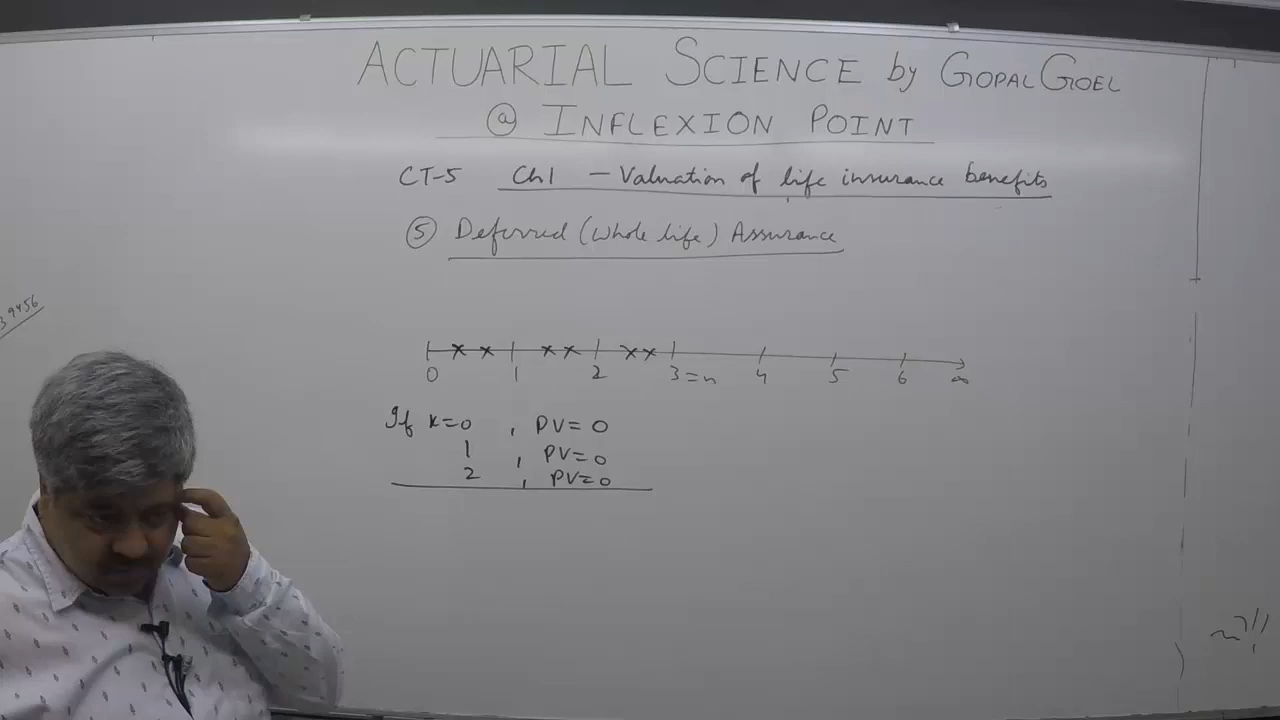 ACTUARIAL SCIENCE by GOPAL GOEL
@ INFLEXION POINT
CT-5 Ch1 - Valuation of life insurance benefits
⑤ Deferred (Whole life) Assurance
0 1 2 3=n 4 5 6 ∞
If K=0 , PV=0
1 , PV=0
2 , PV=0